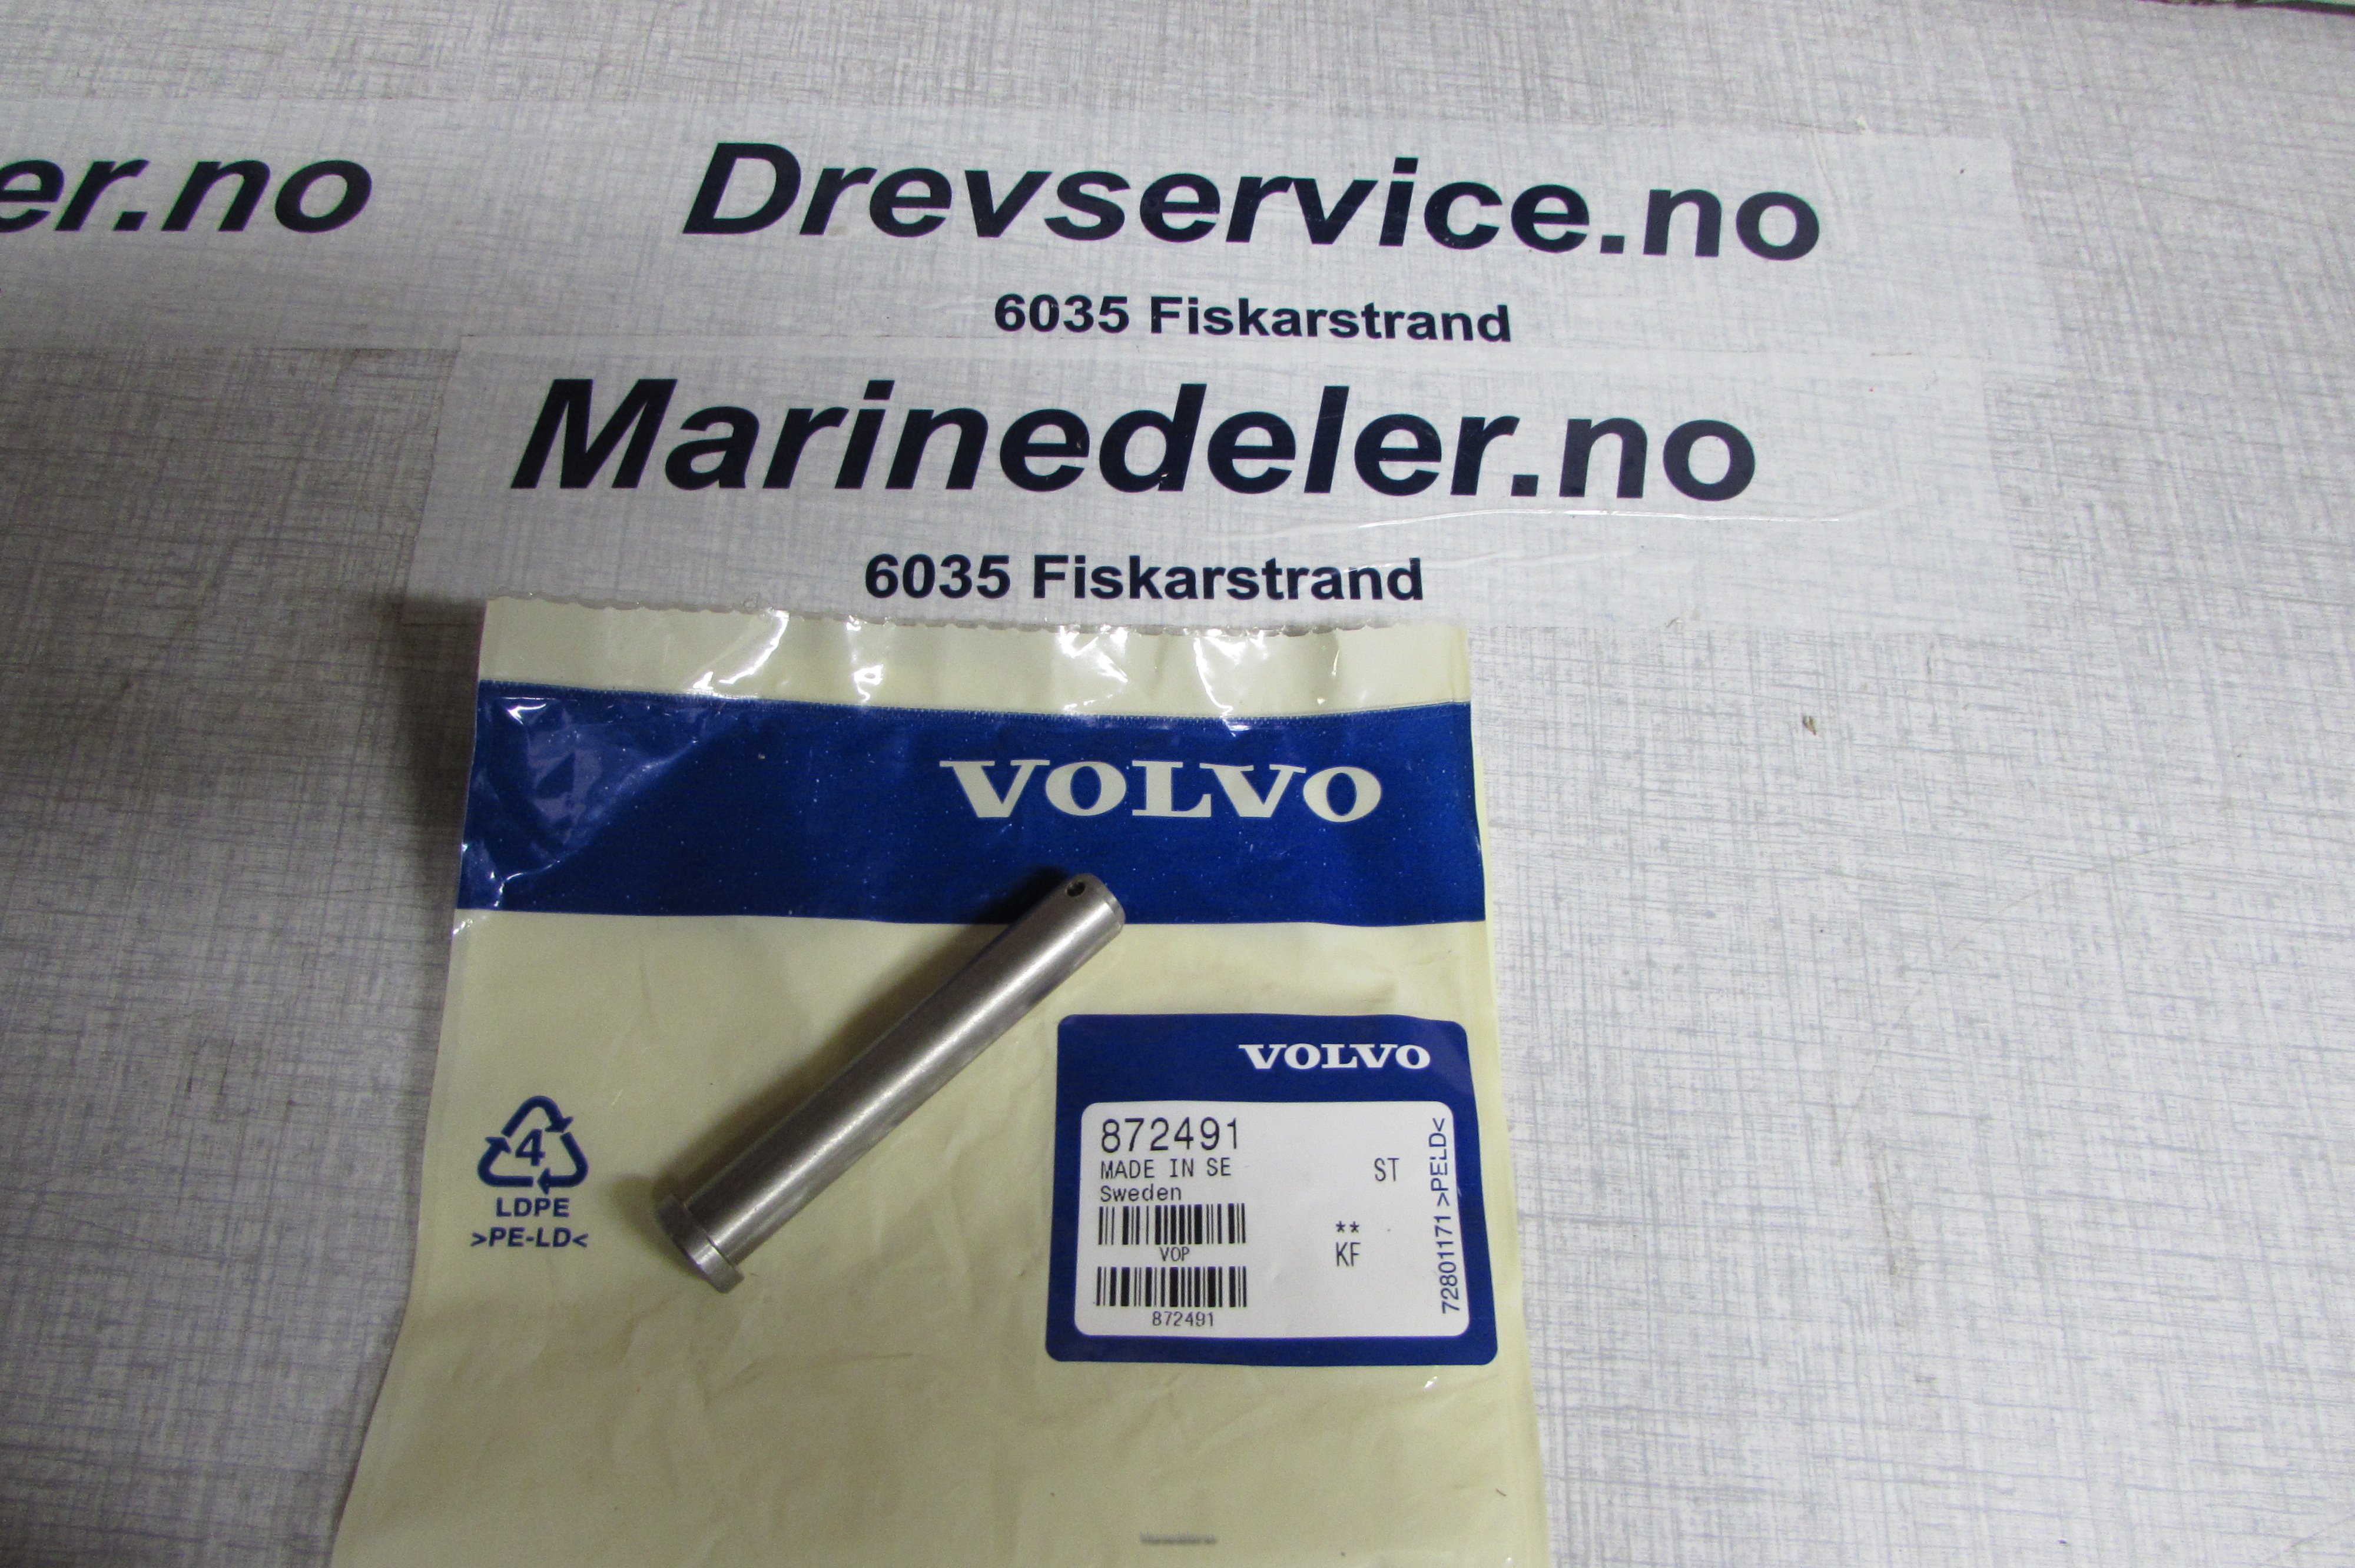 er.no
Drevservice.no
6035 Fiskarstrand
Marinedeler.no
6035 Fiskarstrand
VOLVO
VOLVO
872491
MADE IN SE
ST
Sweden
**
VOP
KF
872491
72801171 >PELD<
4
LDPE
>PE-LD<